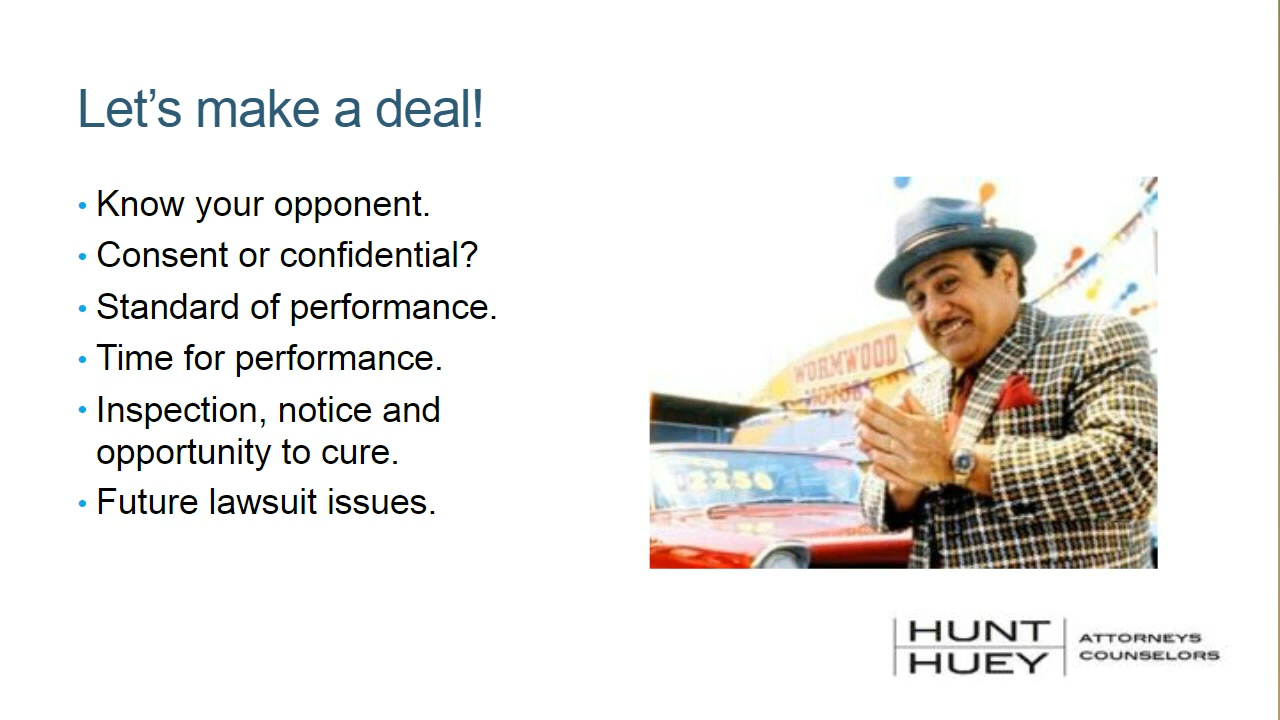 Let’s make a deal!
• Know your opponent.
• Consent or confidential?
• Standard of performance.
• Time for performance.
• Inspection, notice and
opportunity to cure.
• Future lawsuit issues.
WORMWOOD
MOTORS
2250
HUNT
HUEY
ATTORNEYS
COUNSELORS